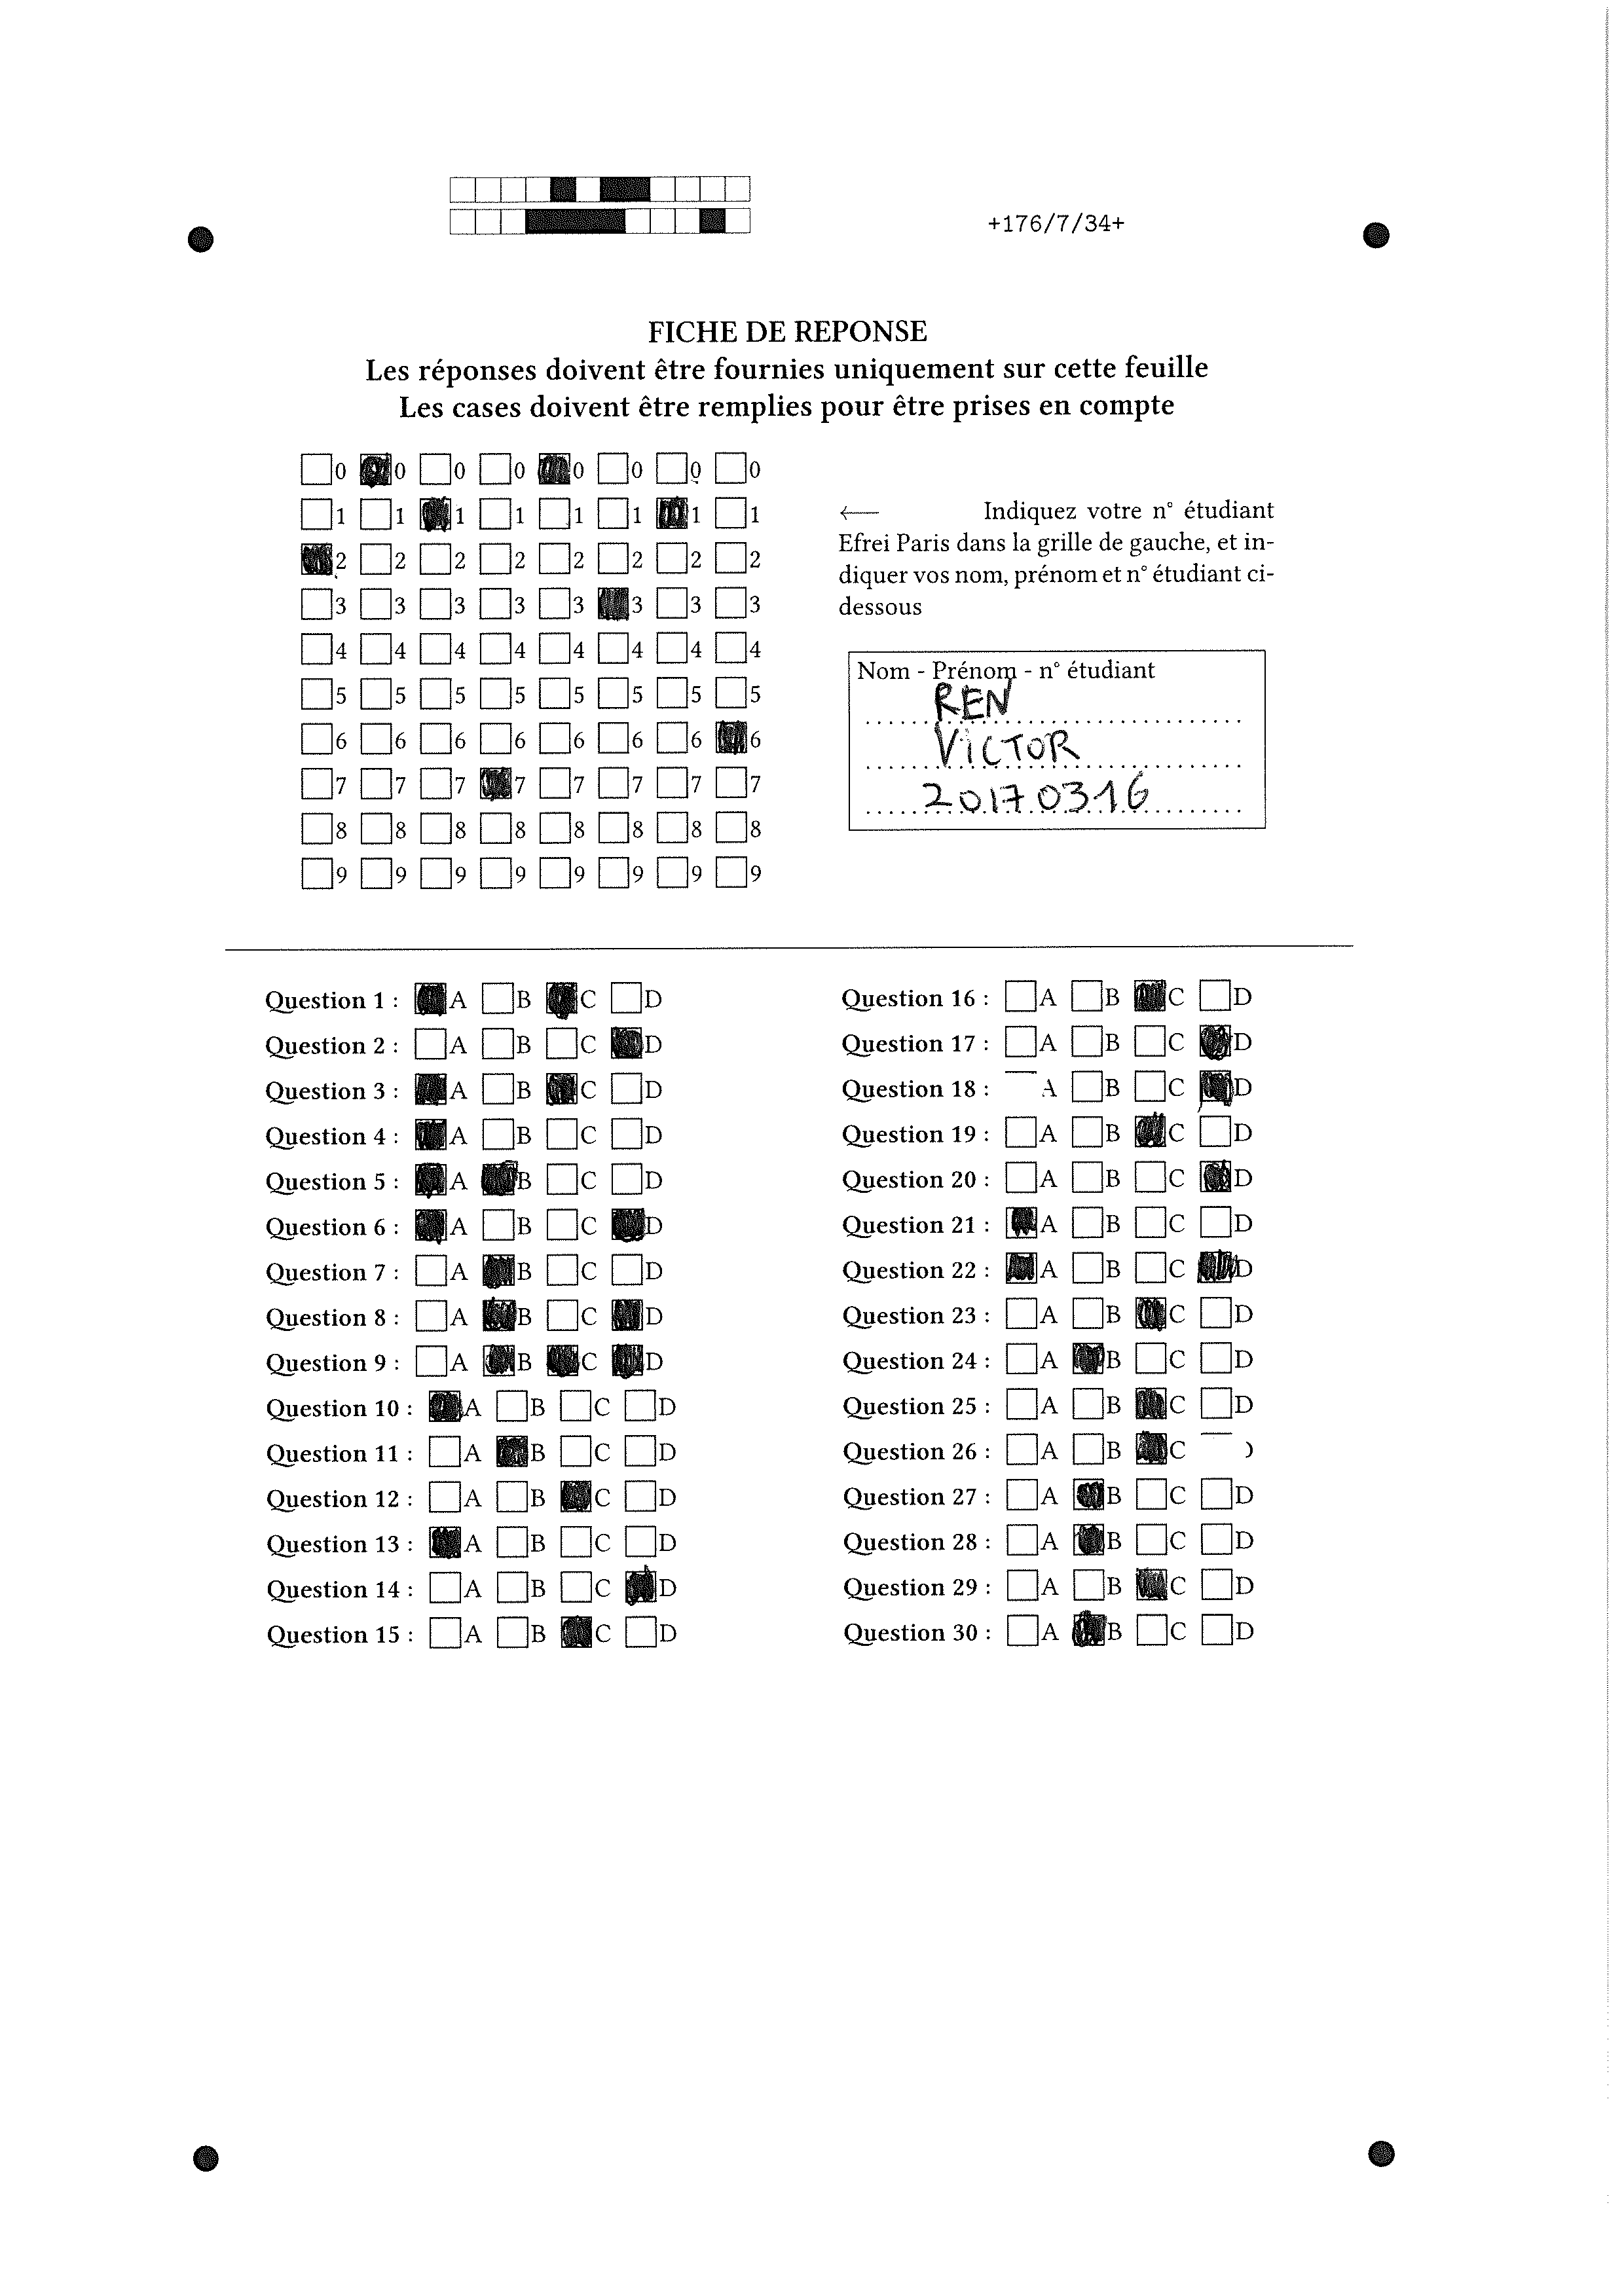 +176/7/34+
FICHE DE REPONSE
Les réponses doivent être fournies uniquement sur cette feuille
Les cases doivent être remplies pour être prises en compte
0 0 0 0 0 0 0 0
1 1 1 1 1 1 1 1
2 2 2 2 2 2 2 2
3 3 3 3 3 3 3 3
4 4 4 4 4 4 4 4
5 5 5 5 5 5 5 5
6 6 6 6 6 6 6 6
7 7 7 7 7 7 7 7
8 8 8 8 8 8 8 8
9 9 9 9 9 9 9 9
← Indiquez votre n° étudiant
Efrei Paris dans la grille de gauche, et in-
diquer vos nom, prénom et n° étudiant ci-
dessous
Nom - Prénom - n° étudiant
REN
VICTOR
20170316
Question 1 : A B C D
Question 2 : A B C D
Question 3 : A B C D
Question 4 : A B C D
Question 5 : A B C D
Question 6 : A B C D
Question 7 : A B C D
Question 8 : A B C D
Question 9 : A B C D
Question 10 : A B C D
Question 11 : A B C D
Question 12 : A B C D
Question 13 : A B C D
Question 14 : A B C D
Question 15 : A B C D
Question 16 : A B C D
Question 17 : A B C D
Question 18 : A B C D
Question 19 : A B C D
Question 20 : A B C D
Question 21 : A B C D
Question 22 : A B C D
Question 23 : A B C D
Question 24 : A B C D
Question 25 : A B C D
Question 26 : A B C
Question 27 : A B C D
Question 28 : A B C D
Question 29 : A B C D
Question 30 : A B C D